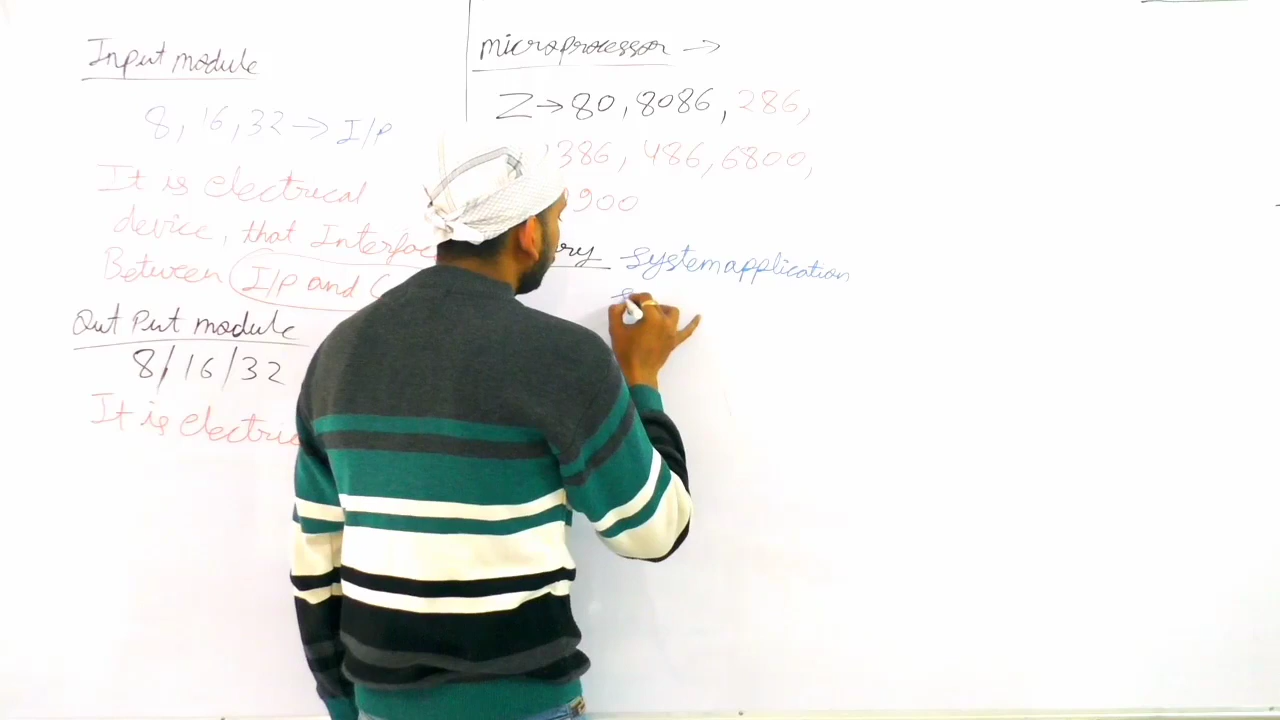 Input module
8, 16, 32 → I/P
It is electrical
device, that Interfac
Between I/P and C
Out Put module
8/16/32
It is electric
microprocessor →
Z → 80, 8086, 286,
386, 486, 6800,
900
ry System application